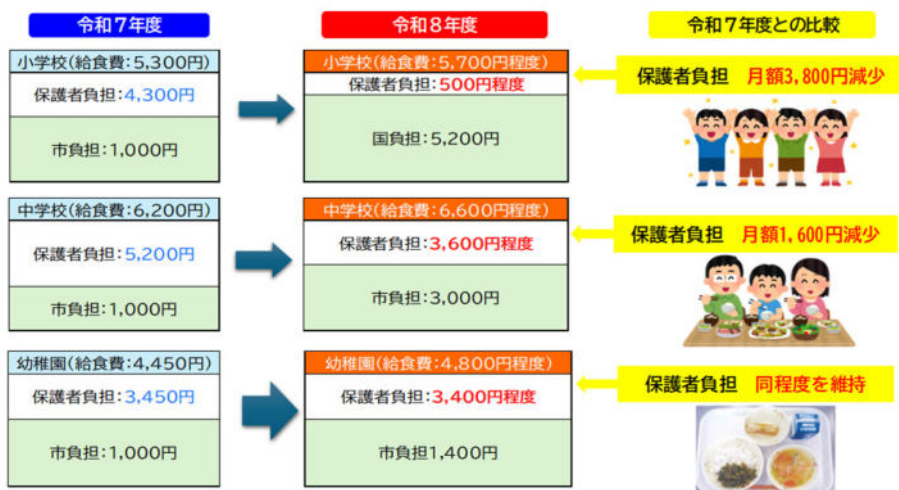 令和7年度
令和8年度
令和7年度との比較
小学校(給食費:5,300円)
保護者負担:4,300円
市負担:1,000円
小学校(給食費:5,700円程度)
保護者負担:500円程度
国負担:5,200円
保護者負担 月額3,800円減少
中学校(給食費:6,200円)
保護者負担:5,200円
市負担:1,000円
中学校(給食費:6,600円程度)
保護者負担:3,600円程度
市負担:3,000円
保護者負担 月額1,600円減少
幼稚園(給食費:4,450円)
保護者負担:3,450円
市負担:1,000円
幼稚園(給食費:4,800円程度)
保護者負担:3,400円程度
市負担1,400円
保護者負担 同程度を維持